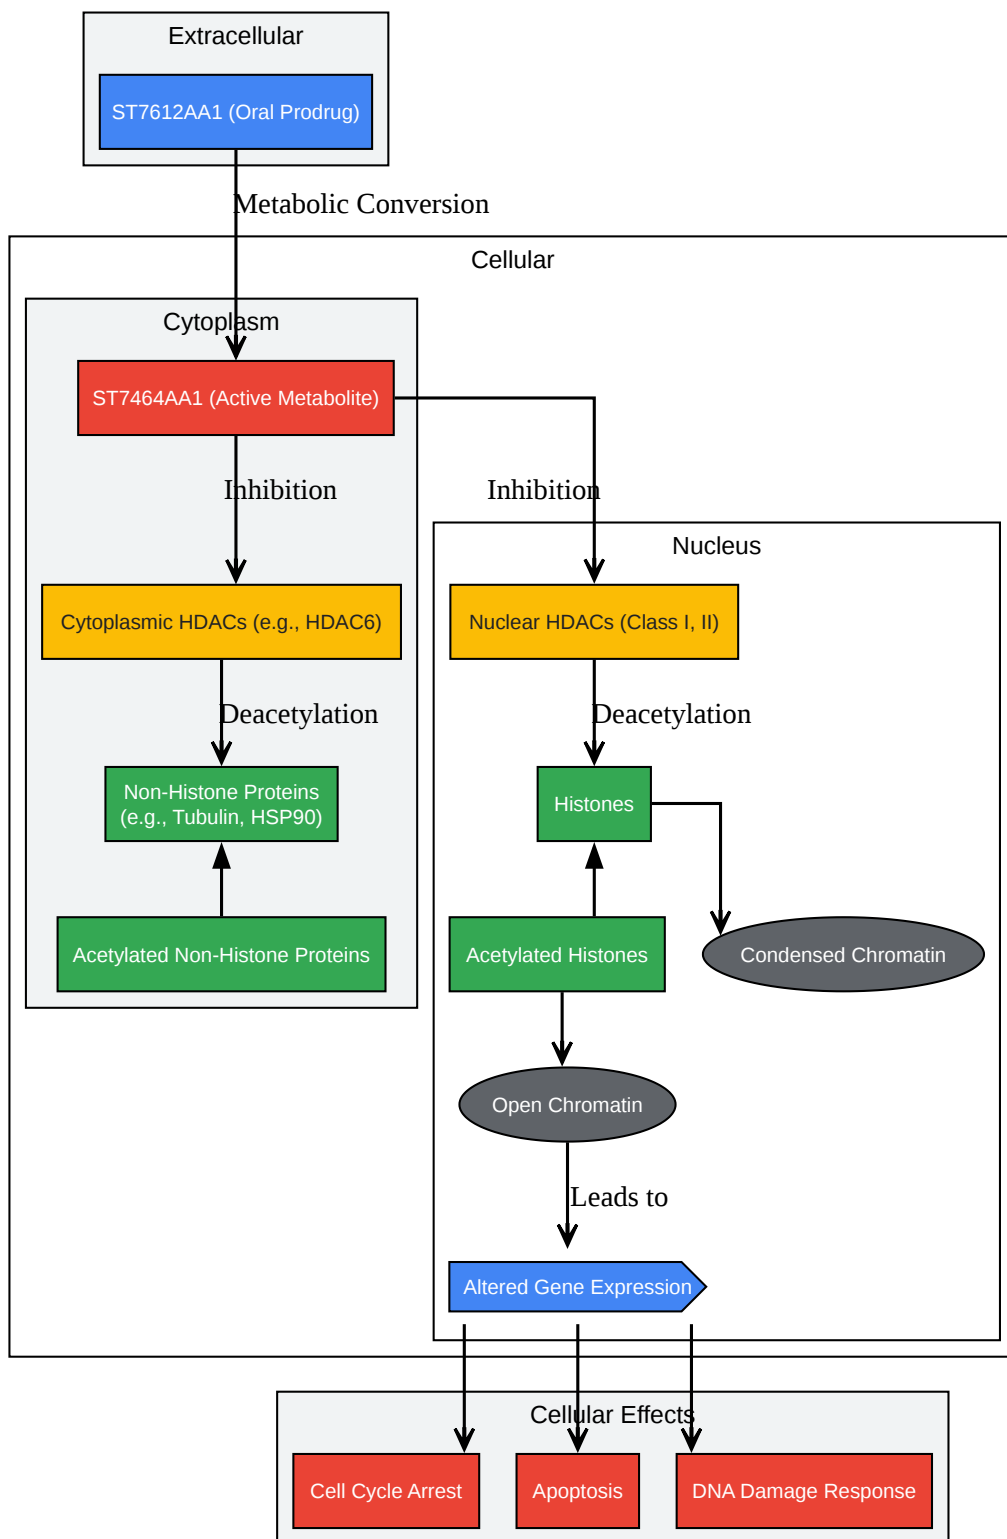 Extracellular
ST7612AA1 (Oral Prodrug)
Metabolic Conversion
Cellular
Cytoplasm
ST7464AA1 (Active Metabolite)
Inhibition
Inhibition
Nucleus
Cytoplasmic HDACs (e.g., HDAC6)
Nuclear HDACs (Class I, II)
Deacetylation
Deacetylation
Non-Histone Proteins
(e.g., Tubulin, HSP90)
Histones
Acetylated Non-Histone Proteins
Acetylated Histones
Condensed Chromatin
Open Chromatin
Leads to
Altered Gene Expression
Cellular Effects
Cell Cycle Arrest
Apoptosis
DNA Damage Response